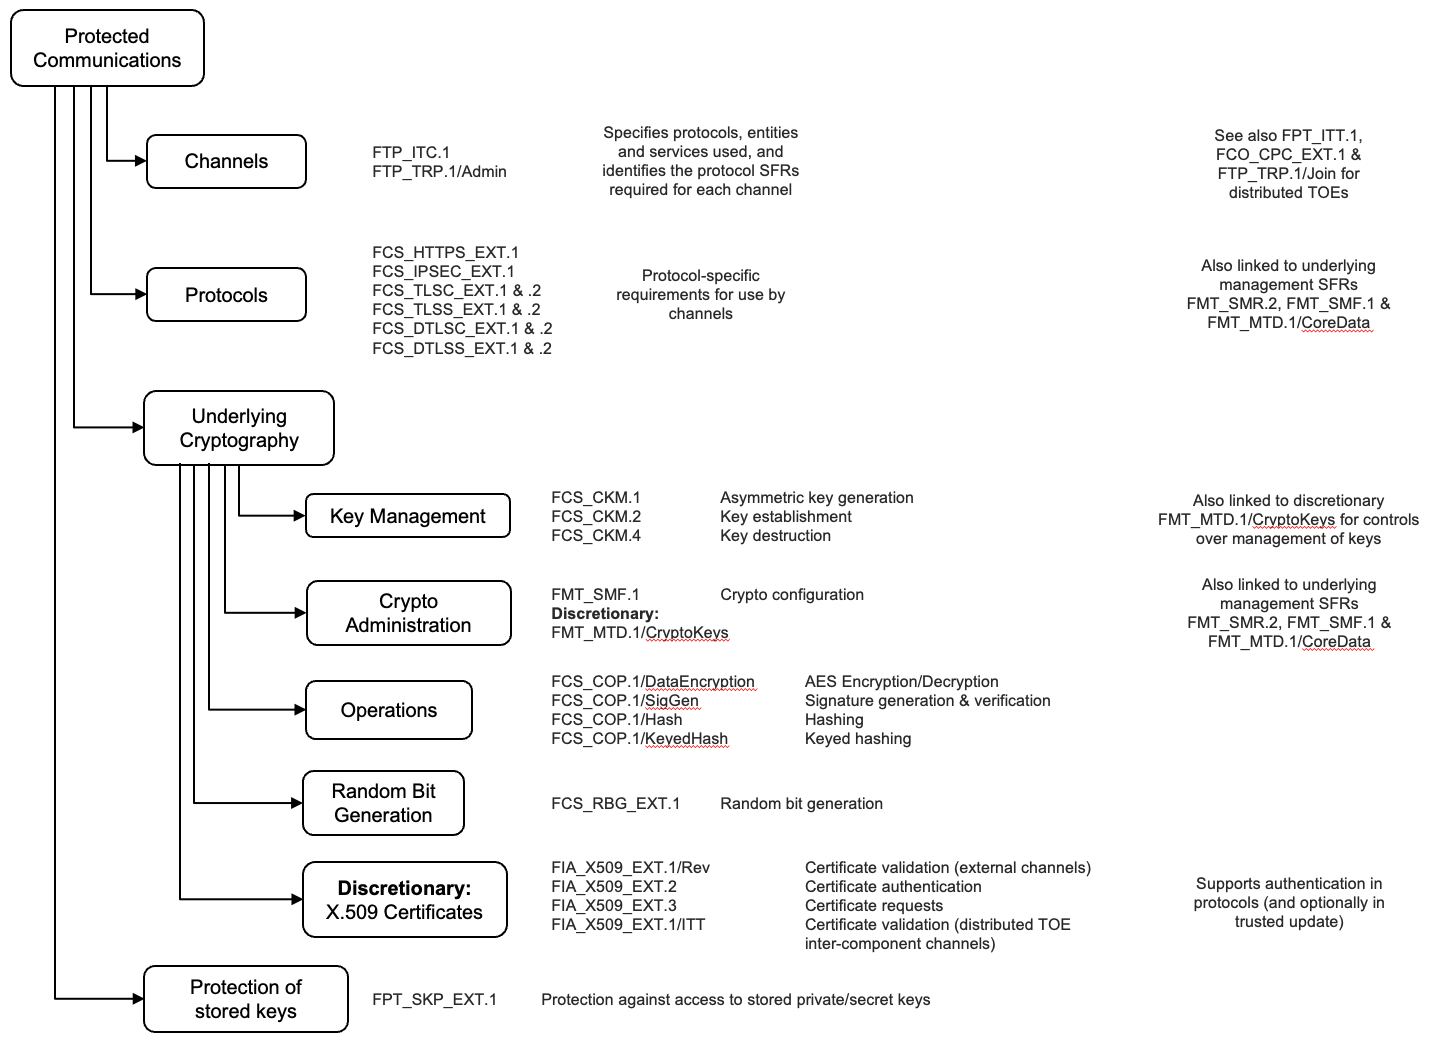 Protected
Communications
Channels
FTP_ITC.1
FTP_TRP.1/Admin
Specifies protocols, entities
and services used, and
identifies the protocol SFRs
required for each channel
See also FPT_ITT.1,
FCO_CPC_EXT.1 &
FTP_TRP.1/Join for
distributed TOEs
Protocols
FCS_HTTPS_EXT.1
FCS_IPSEC_EXT.1
FCS_TLSC_EXT.1 & .2
FCS_TLSS_EXT.1 & .2
FCS_DTLSC_EXT.1 & .2
FCS_DTLSS_EXT.1 & .2
Protocol-specific
requirements for use by
channels
Also linked to underlying
management SFRs
FMT_SMR.2, FMT_SMF.1 &
FMT_MTD.1/CoreData
Underlying
Cryptography
Key Management
FCS_CKM.1 Asymmetric key generation
FCS_CKM.2 Key establishment
FCS_CKM.4 Key destruction
Also linked to discretionary
FMT_MTD.1/CryptoKeys for controls
over management of keys
Crypto
Administration
FMT_SMF.1 Crypto configuration
Discretionary:
FMT_MTD.1/CryptoKeys
Also linked to underlying
management SFRs
FMT_SMR.2, FMT_SMF.1 &
FMT_MTD.1/CoreData
Operations
FCS_COP.1/DataEncryption AES Encryption/Decryption
FCS_COP.1/SigGen Signature generation & verification
FCS_COP.1/Hash Hashing
FCS_COP.1/KeyedHash Keyed hashing
Random Bit
Generation
FCS_RBG_EXT.1 Random bit generation
Discretionary:
X.509 Certificates
FIA_X509_EXT.1/Rev Certificate validation (external channels)
FIA_X509_EXT.2 Certificate authentication
FIA_X509_EXT.3 Certificate requests
FIA_X509_EXT.1/ITT Certificate validation (distributed TOE
inter-component channels)
Supports authentication in
protocols (and optionally in
trusted update)
Protection of
stored keys
FPT_SKP_EXT.1 Protection against access to stored private/secret keys